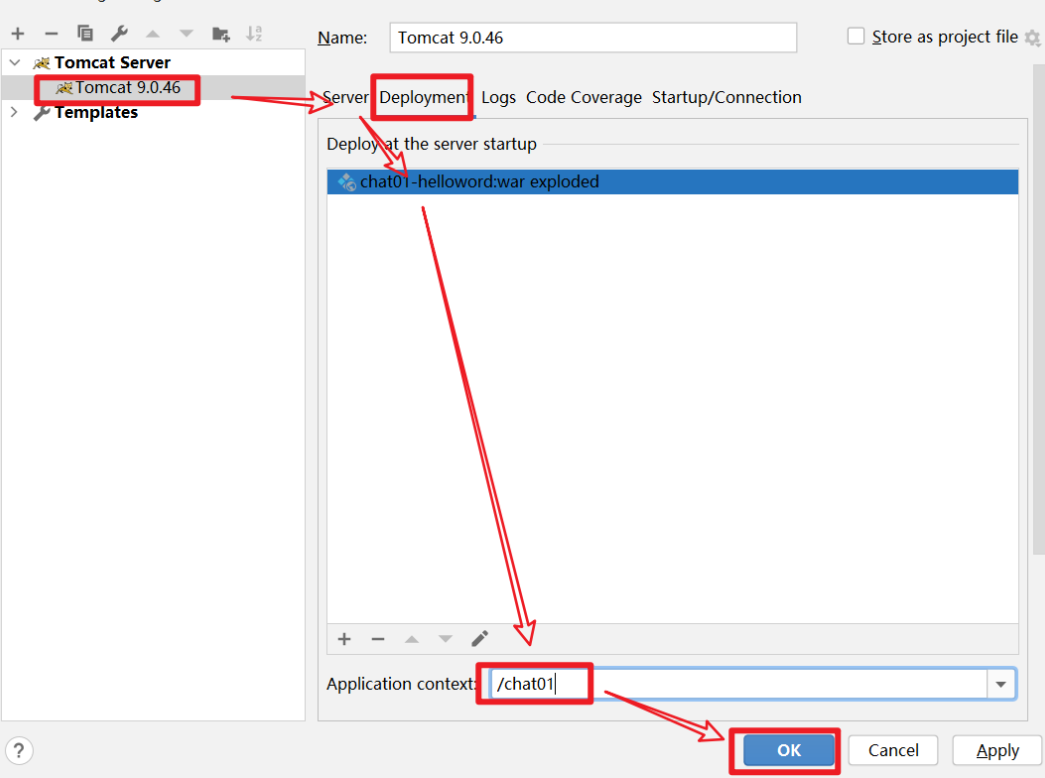 Name: Tomcat 9.0.46 Store as project file
Tomcat Server
Tomcat 9.0.46
Templates
Server Deployment Logs Code Coverage Startup/Connection
Deploy at the server startup
chat01-helloword:war exploded
Application context: /chat01
? OK Cancel Apply